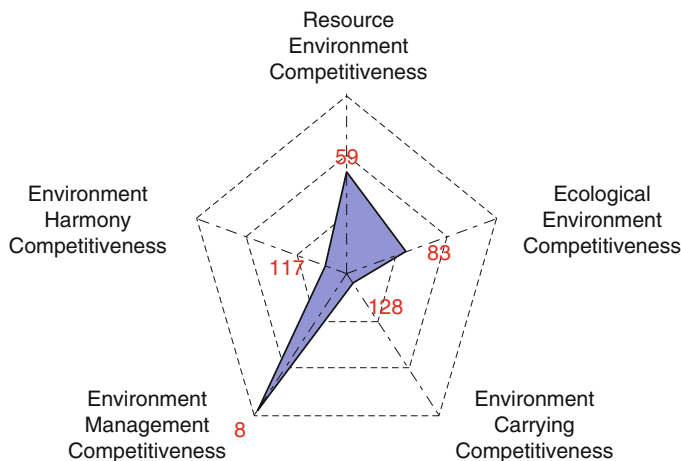 Resource
Environment
Competitiveness
59
Environment
Harmony
Competitiveness
Ecological
Environment
Competitiveness
117
83
128
Environment
Management
Competitiveness
8
Environment
Carrying
Competitiveness